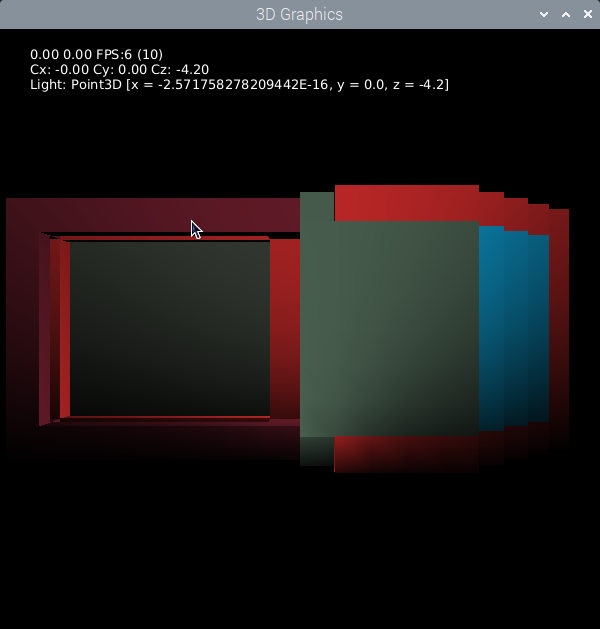 3D Graphics
0.00 0.00 FPS:6 (10)
Cx: -0.00 Cy: 0.00 Cz: -4.20
Light: Point3D [x = -2.571758278209442E-16, y = 0.0, z = -4.2]